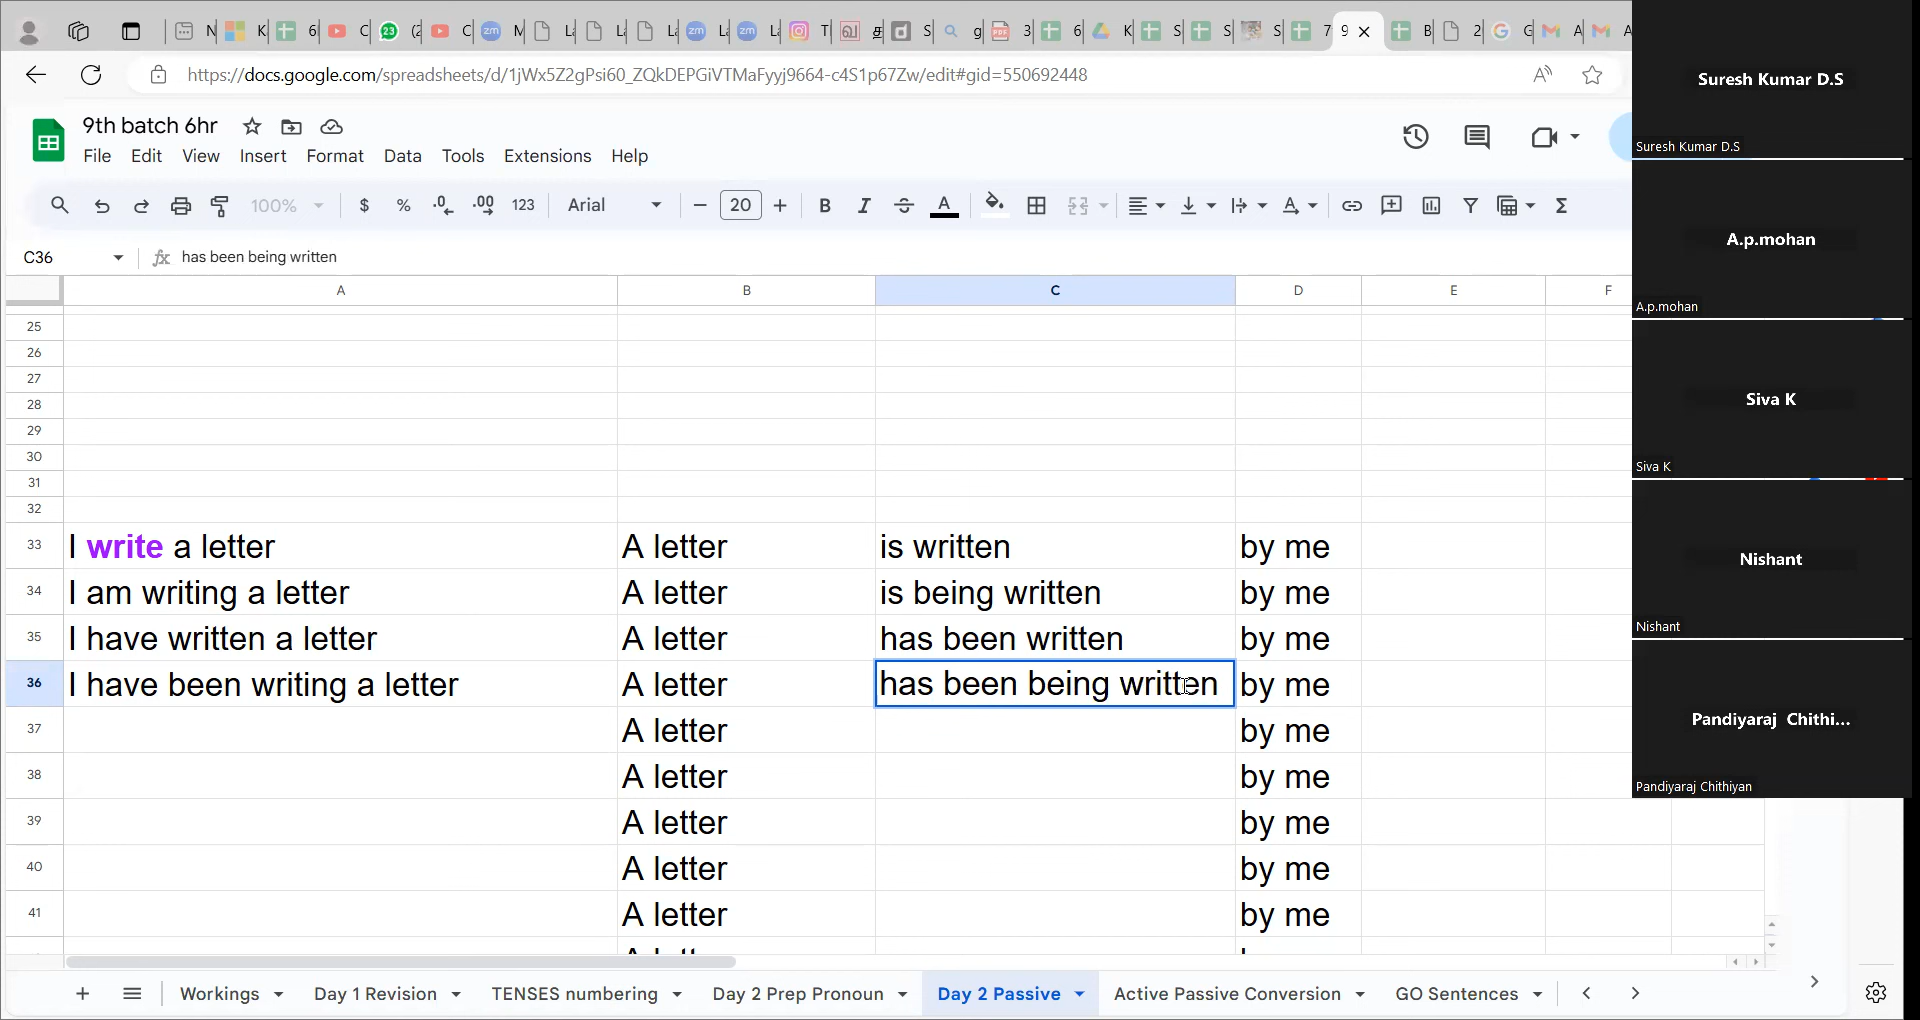 https://docs.google.com/spreadsheets/d/1jWx5Z2gPsi60_ZQkDEPGiVTMaFyyj9664-c4S1p67Zw/edit#gid=550692448
9th batch 6hr
File Edit View Insert Format Data Tools Extensions Help
100% $ % .0 .00 123 Arial 20 B I S A
C36 fx has been being written
A B C D E F
25
26
27
28
29
30
31
32
33 I write a letter A letter is written by me
34 I am writing a letter A letter is being written by me
35 I have written a letter A letter has been written by me
36 I have been writing a letter A letter has been being written by me
37 A letter by me
38 A letter by me
39 A letter by me
40 A letter by me
41 A letter by me
Workings Day 1 Revision TENSES numbering Day 2 Prep Pronoun Day 2 Passive Active Passive Conversion GO Sentences
Suresh Kumar D.S
Suresh Kumar D.S
A.p.mohan
A.p.mohan
Siva K
Siva K
Nishant
Nishant
Pandiyaraj Chithi...
Pandiyaraj Chithiyan